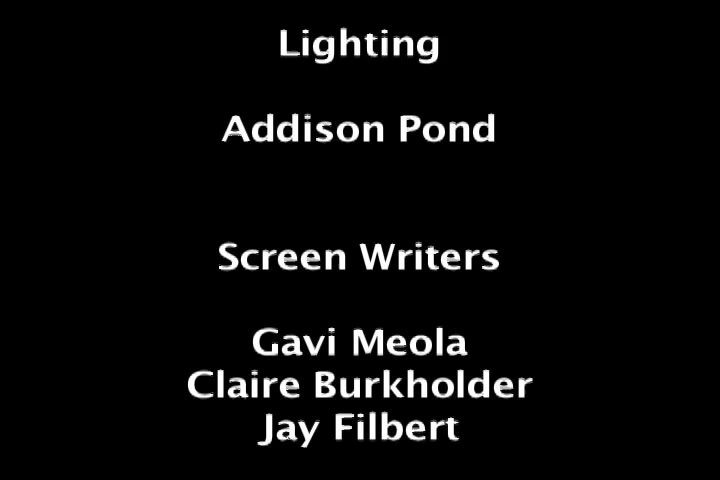 Lighting
Addison Pond
Screen Writers
Gavi Meola
Claire Burkholder
Jay Filbert